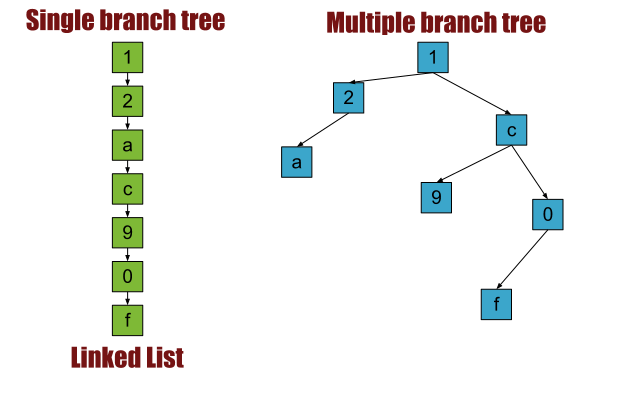 Single branch tree
1
2
a
c
9
0
f
Linked List
Multiple branch tree
1
2
c
a
9
0
f